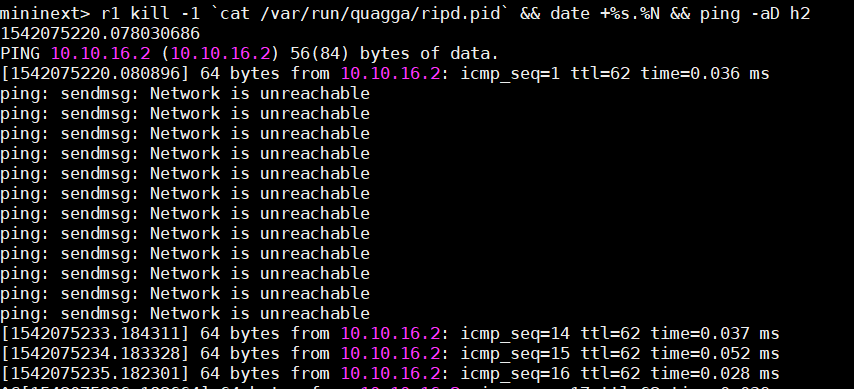 mininext> r1 kill -1 `cat /var/run/quagga/ripd.pid` && date +%s.%N && ping -aD h2
1542075220.078030686
PING 10.10.16.2 (10.10.16.2) 56(84) bytes of data.
[1542075220.080896] 64 bytes from 10.10.16.2: icmp_seq=1 ttl=62 time=0.036 ms
ping: sendmsg: Network is unreachable
ping: sendmsg: Network is unreachable
ping: sendmsg: Network is unreachable
ping: sendmsg: Network is unreachable
ping: sendmsg: Network is unreachable
ping: sendmsg: Network is unreachable
ping: sendmsg: Network is unreachable
ping: sendmsg: Network is unreachable
ping: sendmsg: Network is unreachable
ping: sendmsg: Network is unreachable
ping: sendmsg: Network is unreachable
ping: sendmsg: Network is unreachable
[1542075233.184311] 64 bytes from 10.10.16.2: icmp_seq=14 ttl=62 time=0.037 ms
[1542075234.183328] 64 bytes from 10.10.16.2: icmp_seq=15 ttl=62 time=0.052 ms
[1542075235.182301] 64 bytes from 10.10.16.2: icmp_seq=16 ttl=62 time=0.028 ms